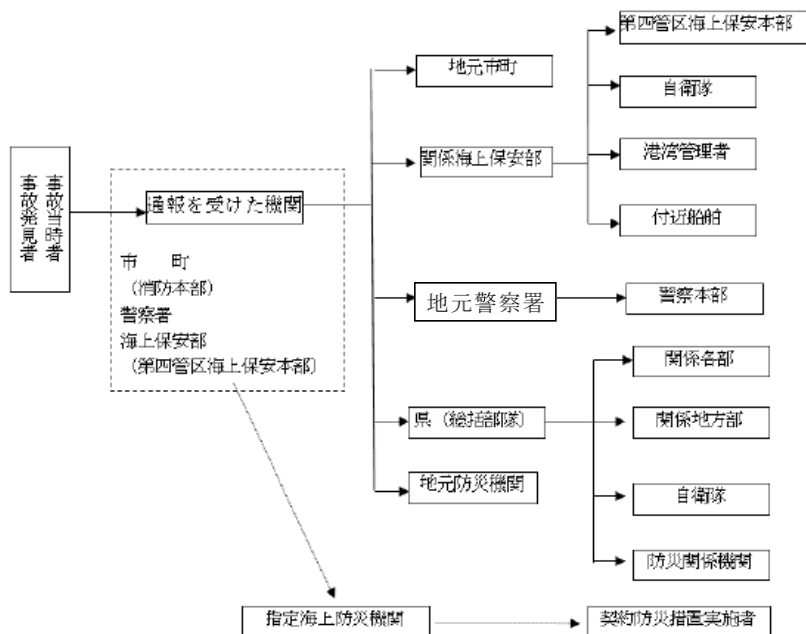 事故発見者
事故当時者
通報を受けた機関
市　　町
（消防本部）
警察署
海上保安部
（第四管区海上保安本部）
地元市町
関係海上保安部
地元警察署
県（総括部隊）
地元防災機関
第四管区海上保安本部
自衛隊
港湾管理者
付近船舶
警察本部
関係各部
関係地方部
自衛隊
防災関係機関
指定海上防災機関
契約防災措置実施者